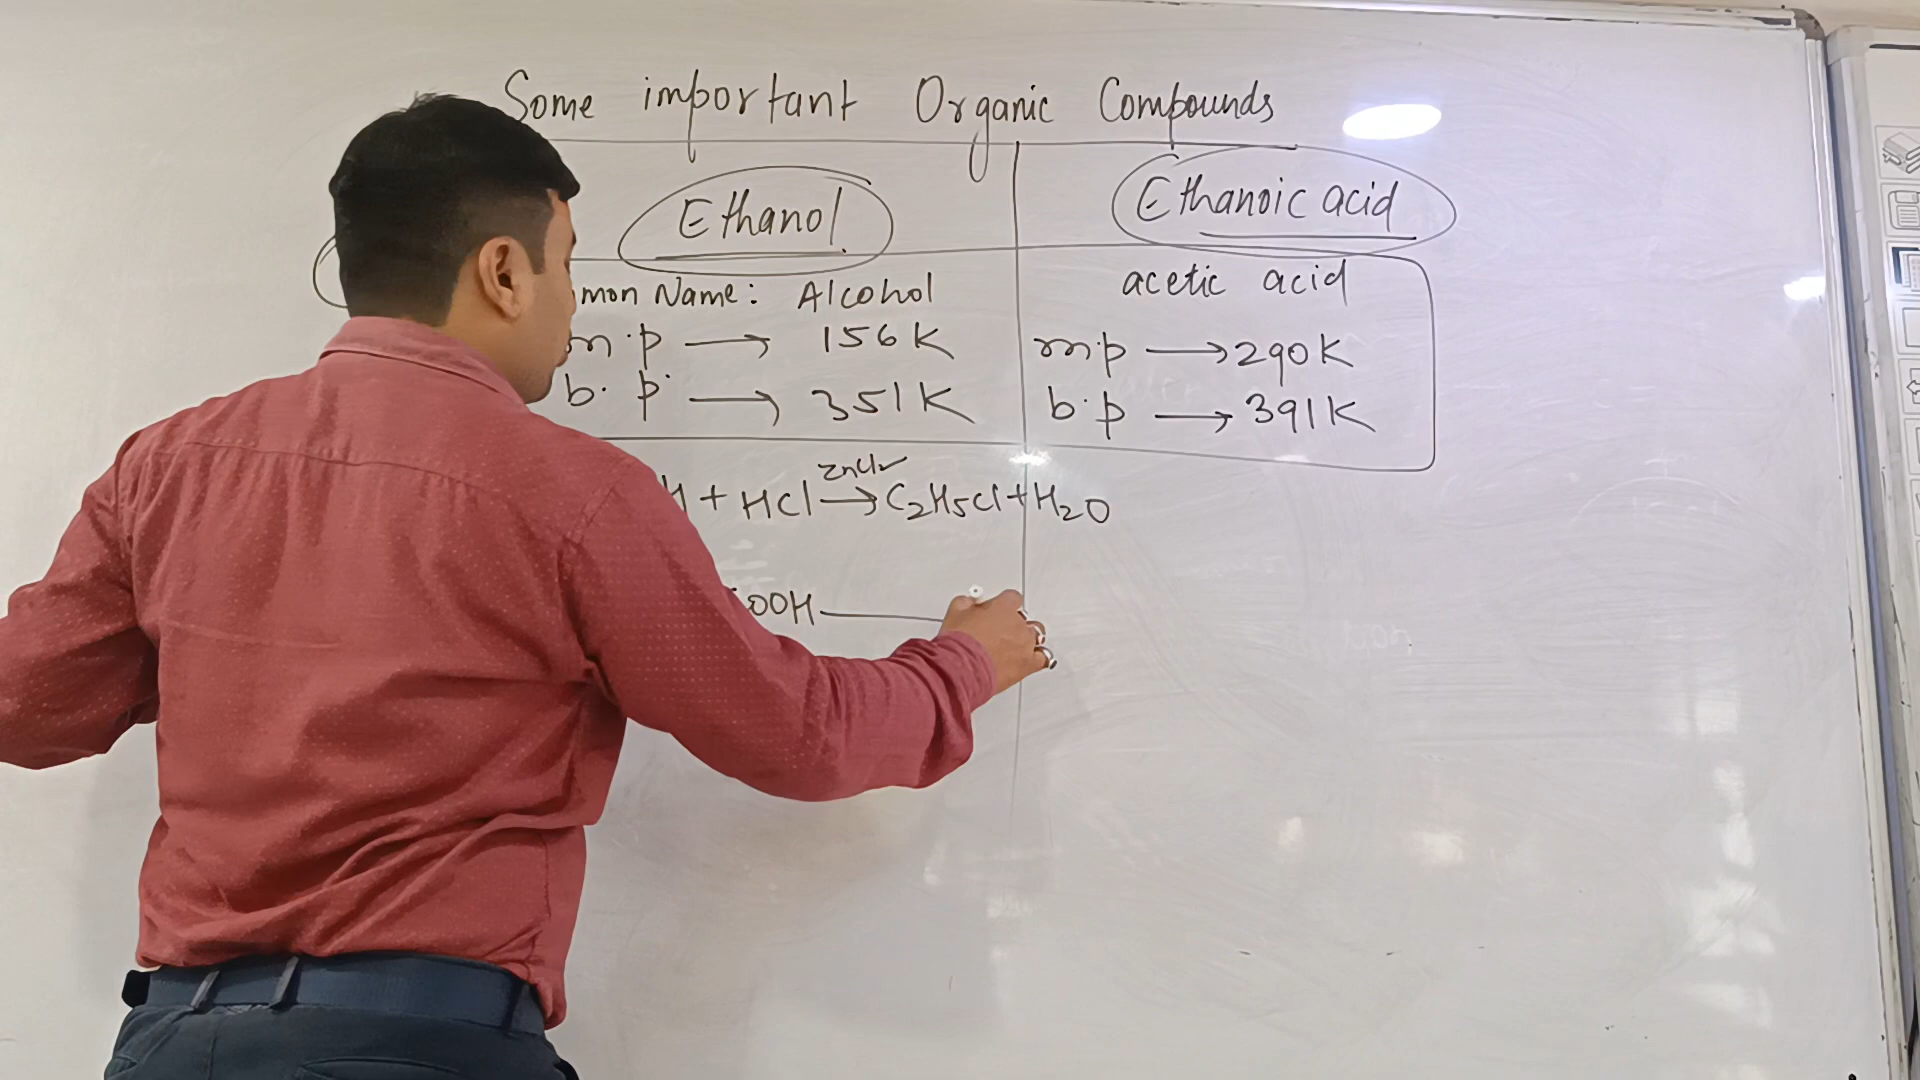 Some important Organic Compounds
Ethanol
Ethanoic acid
mon Name: Alcohol
acetic acid
m.p → 156K
m.p → 290K
b.p. → 351K
b.p → 391K
ZnCl2
H + HCl → C2H5Cl + H2O
COOH